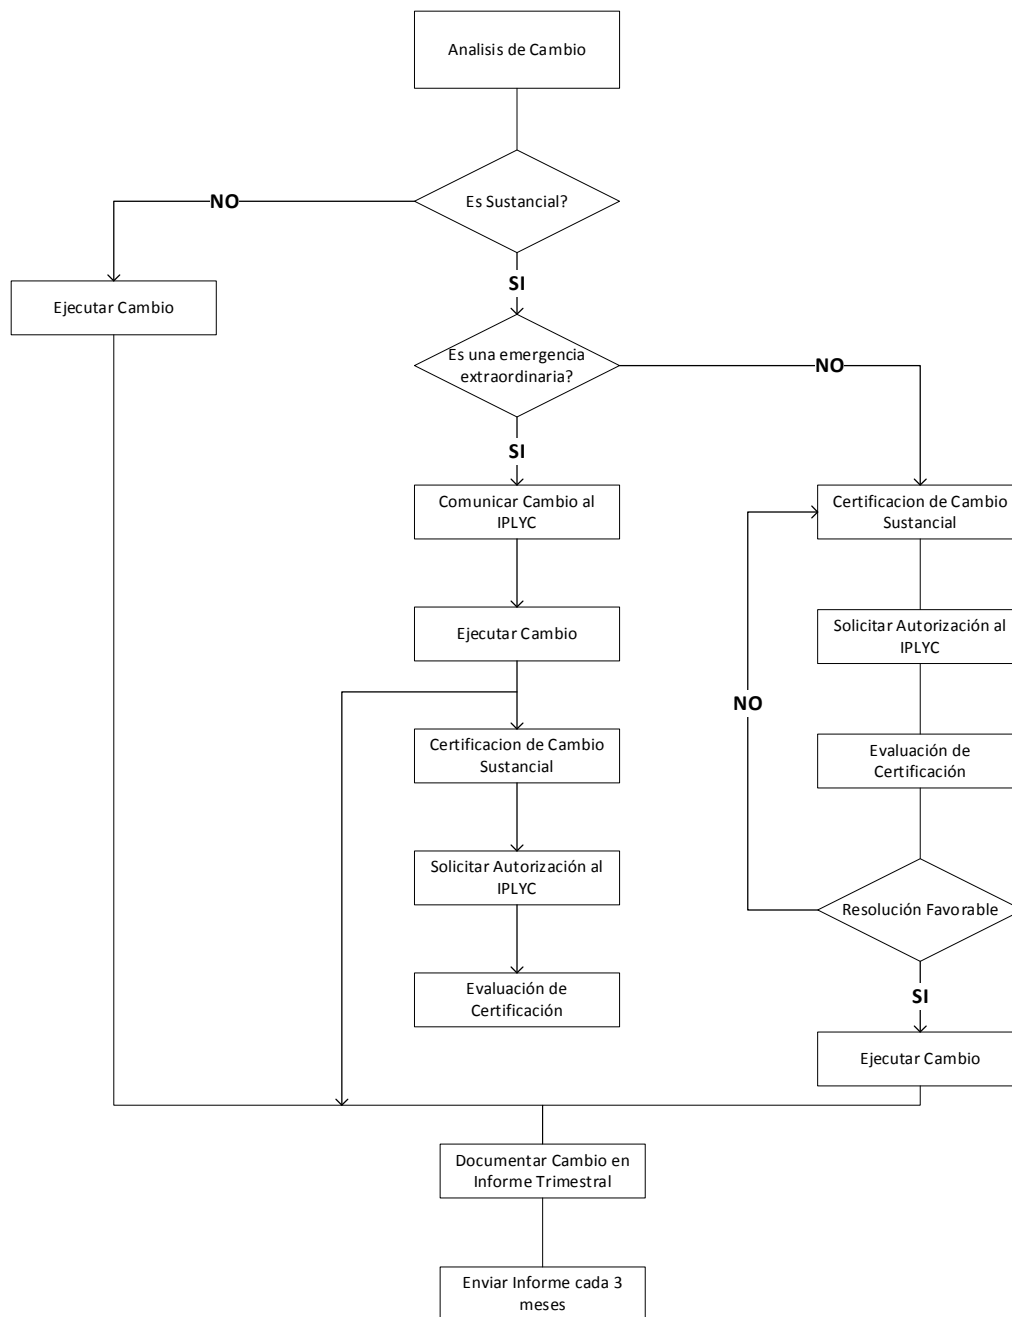 Analisis de Cambio
Es Sustancial?
NO
SI
Ejecutar Cambio
Es una emergencia
extraordinaria?
NO
SI
Comunicar Cambio al
IPLYC
Certificacion de Cambio
Sustancial
Ejecutar Cambio
Solicitar Autorización al
IPLYC
NO
Certificacion de Cambio
Sustancial
Evaluación de
Certificación
Solicitar Autorización al
IPLYC
Resolución Favorable
Evaluación de
Certificación
SI
Ejecutar Cambio
Documentar Cambio en
Informe Trimestral
Enviar Informe cada 3
meses